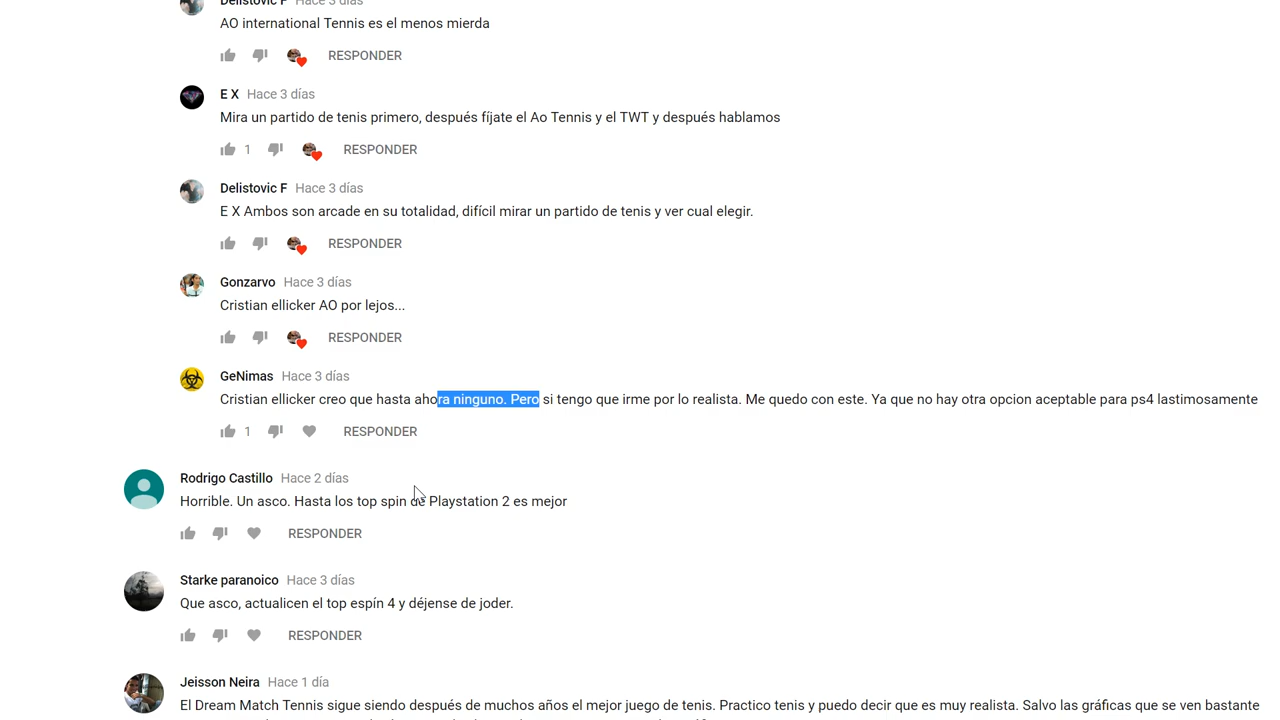 Delistovic F Hace 3 días
AO international Tennis es el menos mierda
RESPONDER
E X Hace 3 días
Mira un partido de tenis primero, después fíjate el Ao Tennis y el TWT y después hablamos
1 RESPONDER
Delistovic F Hace 3 días
E X Ambos son arcade en su totalidad, difícil mirar un partido de tenis y ver cual elegir.
RESPONDER
Gonzarvo Hace 3 días
Cristian ellicker AO por lejos...
RESPONDER
GeNimas Hace 3 días
Cristian ellicker creo que hasta ahora ninguno. Pero si tengo que irme por lo realista. Me quedo con este. Ya que no hay otra opcion aceptable para ps4 lastimosamente
1 RESPONDER
Rodrigo Castillo Hace 2 días
Horrible. Un asco. Hasta los top spin de Playstation 2 es mejor
RESPONDER
Starke paranoico Hace 3 días
Que asco, actualicen el top espín 4 y déjense de joder.
RESPONDER
Jeisson Neira Hace 1 día
El Dream Match Tennis sigue siendo después de muchos años el mejor juego de tenis. Practico tenis y puedo decir que es muy realista. Salvo las gráficas que se ven bastante